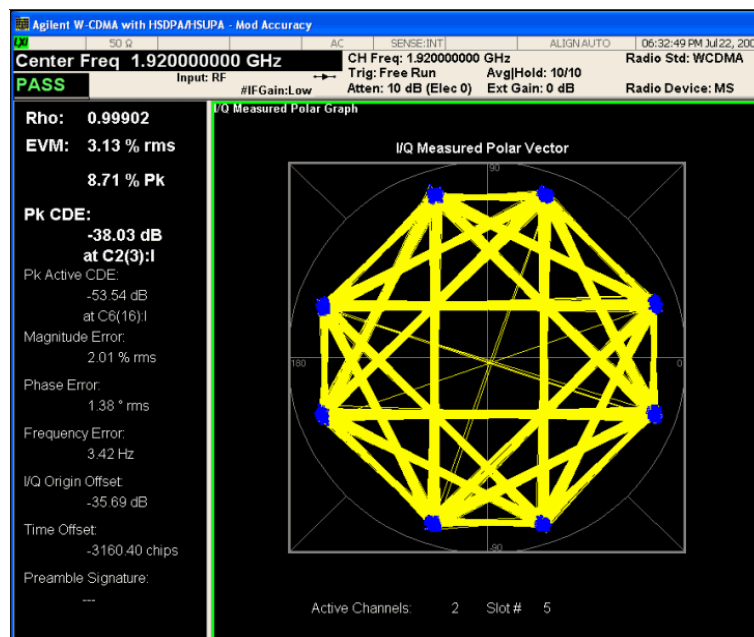 Agilent W-CDMA with HSDPA/HSUPA - Mod Accuracy
LXI 50 Ω AC SENSE:INT ALIGN AUTO 06:32:49 PM Jul 22, 200
Center Freq 1.920000000 GHz CH Freq: 1.920000000 GHz Radio Std: WCDMA
Input: RF Trig: Free Run Avg|Hold: 10/10
PASS #IFGain:Low Atten: 10 dB (Elec 0) Ext Gain: 0 dB Radio Device: MS
I/Q Measured Polar Graph
Rho: 0.99902
EVM: 3.13 % rms
8.71 % Pk
Pk CDE:
-38.03 dB
at C2(3):I
Pk Active CDE:
-53.54 dB
at C6(16):I
Magnitude Error:
2.01 % rms
Phase Error:
1.38 ° rms
Frequency Error:
3.42 Hz
I/Q Origin Offset:
-35.69 dB
Time Offset:
-3160.40 chips
Preamble Signature:
---
I/Q Measured Polar Vector
90
180
0
-90
Active Channels: 2 Slot # 5